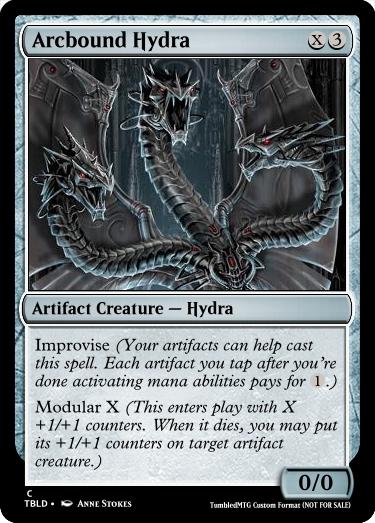 Arcbound Hydra X 3
Artifact Creature — Hydra
Improvise (Your artifacts can help cast
this spell. Each artifact you tap after you're
done activating mana abilities pays for 1.)
Modular X (This enters play with X
+1/+1 counters. When it dies, you may put
its +1/+1 counters on target artifact
creature.)
0/0
C
TBLD • Anne Stokes
TumbledMTG Custom Format (NOT FOR SALE)